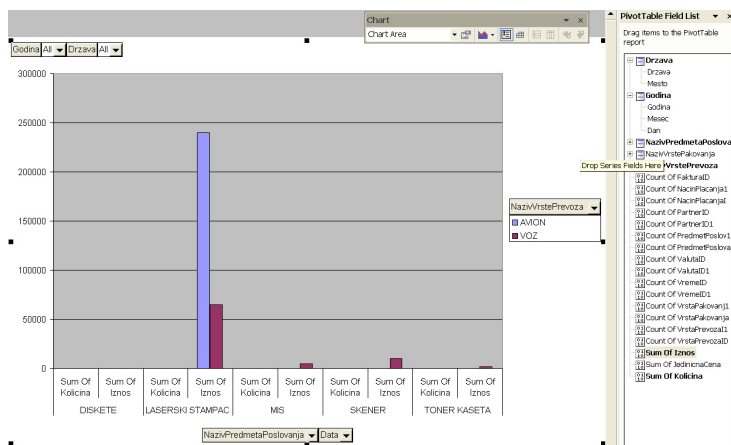 Chart
Chart Area
Godina All Drzava All
300000
250000
200000
150000
100000
50000
0
Sum Of Kolicina
Sum Of Iznos
Sum Of Kolicina
Sum Of Iznos
Sum Of Kolicina
Sum Of Iznos
Sum Of Kolicina
Sum Of Iznos
Sum Of Kolicina
Sum Of Iznos
DISKETE
LASERSKI STAMPAC
MIS
SKENER
TONER KASETA
NazivPredmetaPoslovanja Data
NazivVrstePrevoza
AVION
VOZ
PivotTable Field List
Drag items to the PivotTable
report
Drzava
Drzava
Mesto
Godina
Godina
Mesec
Dan
NazivPredmetaPoslova
NazivVrstePakovanja
Drop Series Fields Here
VrstePrevoza
Count Of FakturaID
Count Of NacinPlacanja1
Count Of NacinPlacanjaI
Count Of PartnerID
Count Of PartnerID1
Count Of PredmetPoslov1
Count Of PredmetPoslova
Count Of ValutaID
Count Of ValutaID1
Count Of VremeID
Count Of VremeID1
Count Of VrstaPakovanj1
Count Of VrstaPakovanja
Count Of VrstaPrevozaI1
Count Of VrstaPrevozaID
Sum Of Iznos
Sum Of JedinicnaCena
Sum Of Kolicina